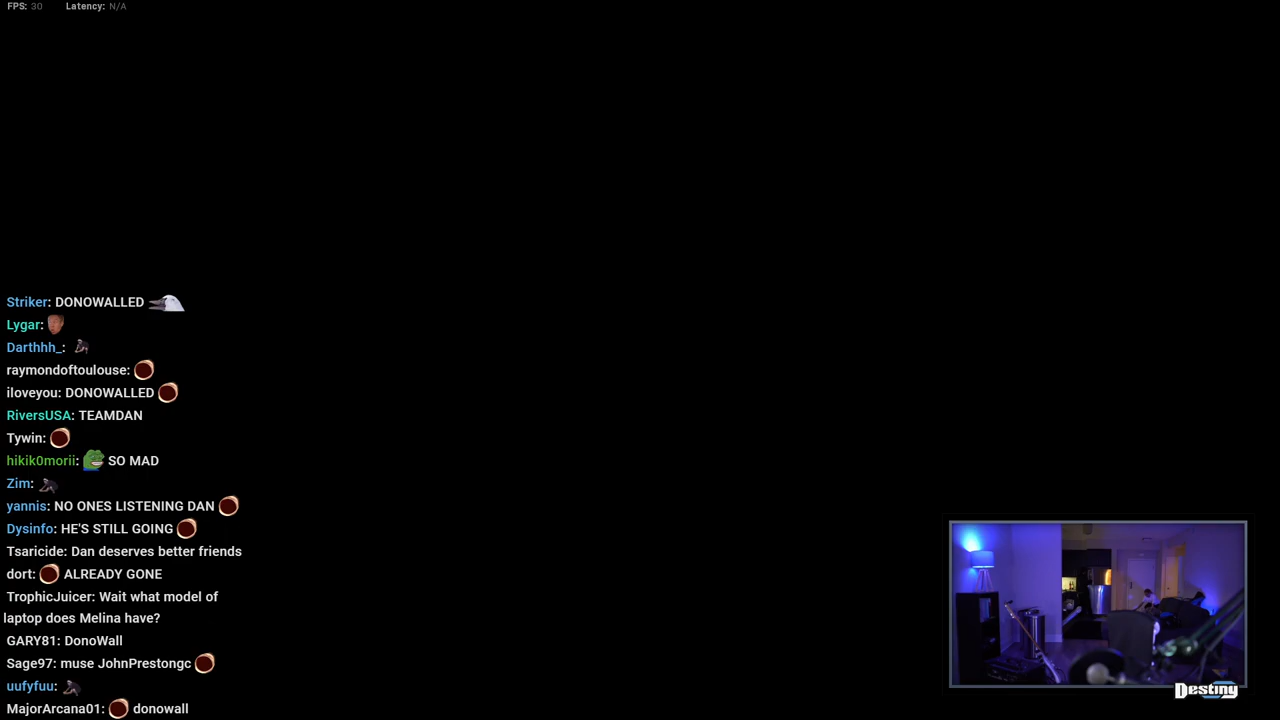 FPS: 30 Latency: N/A
Striker: DONOWALLED
Lygar:
Darthhh_:
raymondoftoulouse:
iloveyou: DONOWALLED
RiversUSA: TEAMDAN
Tywin:
hikik0morii: SO MAD
Zim:
yannis: NO ONES LISTENING DAN
Dysinfo: HE'S STILL GOING
Tsaricide: Dan deserves better friends
dort: ALREADY GONE
TrophicJuicer: Wait what model of
laptop does Melina have?
GARY81: DonoWall
Sage97: muse JohnPrestongc
uufyfuu:
MajorArcana01: donowall
Destiny